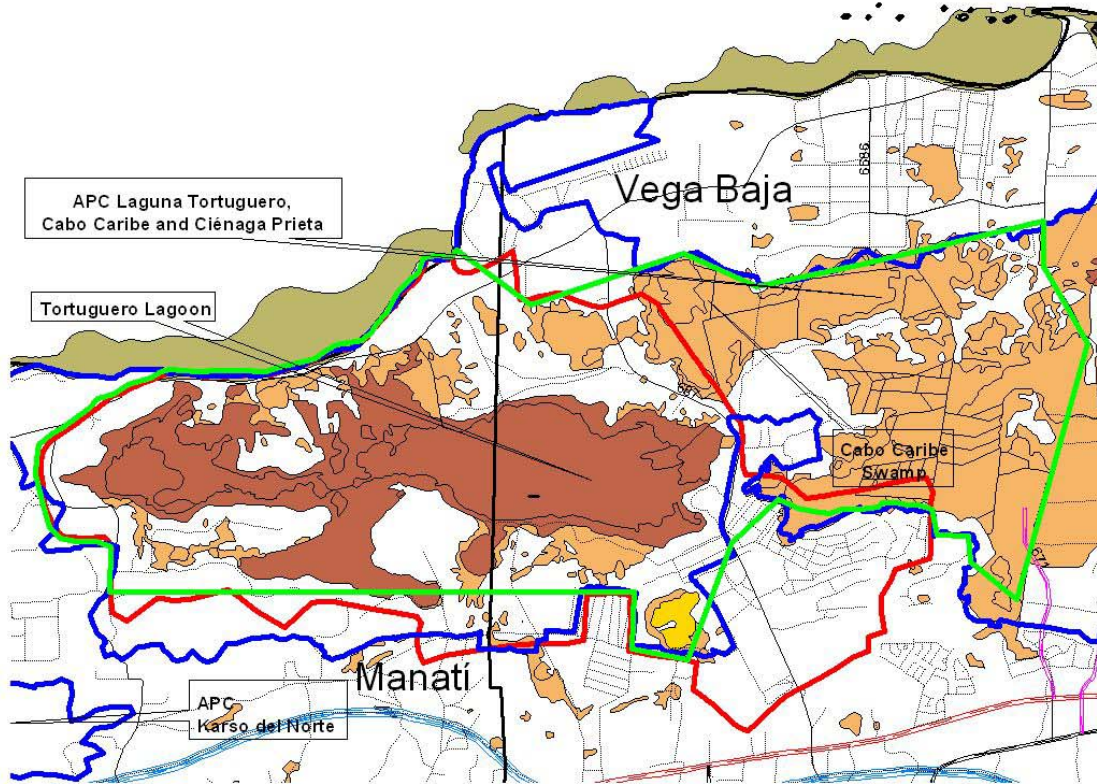 6686
Vega Baja
APC Laguna Tortuguero,
Cabo Caribe and Ciénaga Prieta
Tortuguero Lagoon
Cabo Caribe
Swamp
Manatí
APC
Karso del Norte